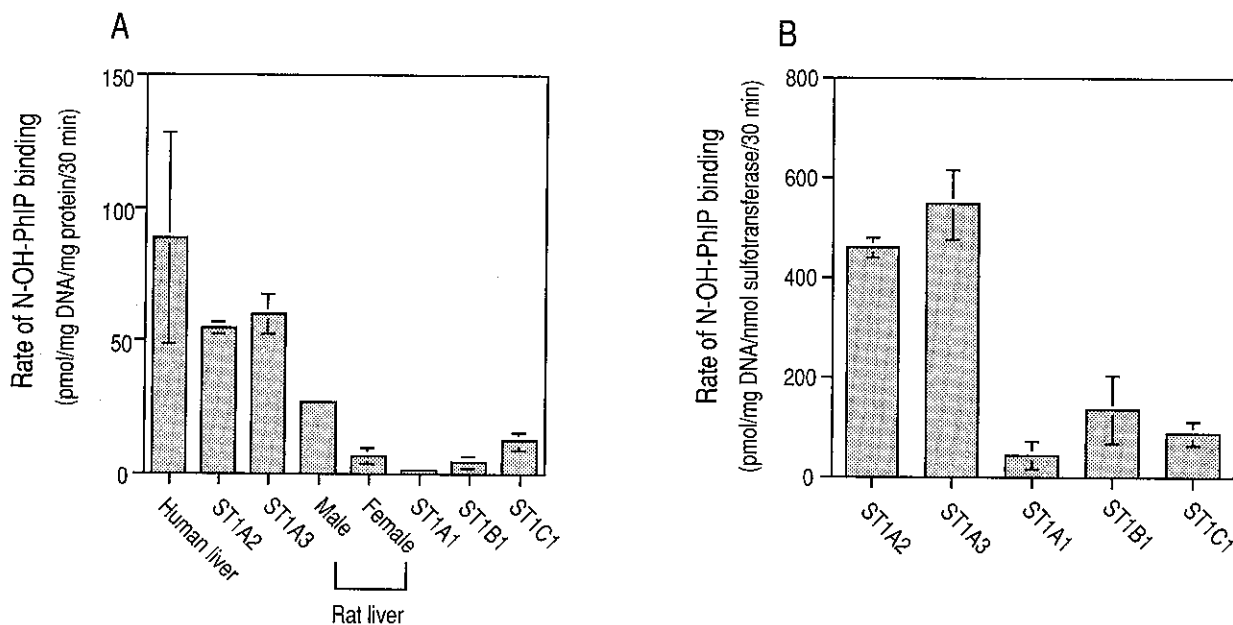 A
Rate of N-OH-PhIP binding
(pmol/mg DNA/mg protein/30 min)
150
100
50
0
Human liver
ST1A2
ST1A3
Male
Female
ST1A1
ST1B1
ST1C1
Rat liver
B
Rate of N-OH-PhIP binding
(pmol/mg DNA/nmol sulfotransferase/30 min)
800
600
400
200
0
ST1A2
ST1A3
ST1A1
ST1B1
ST1C1